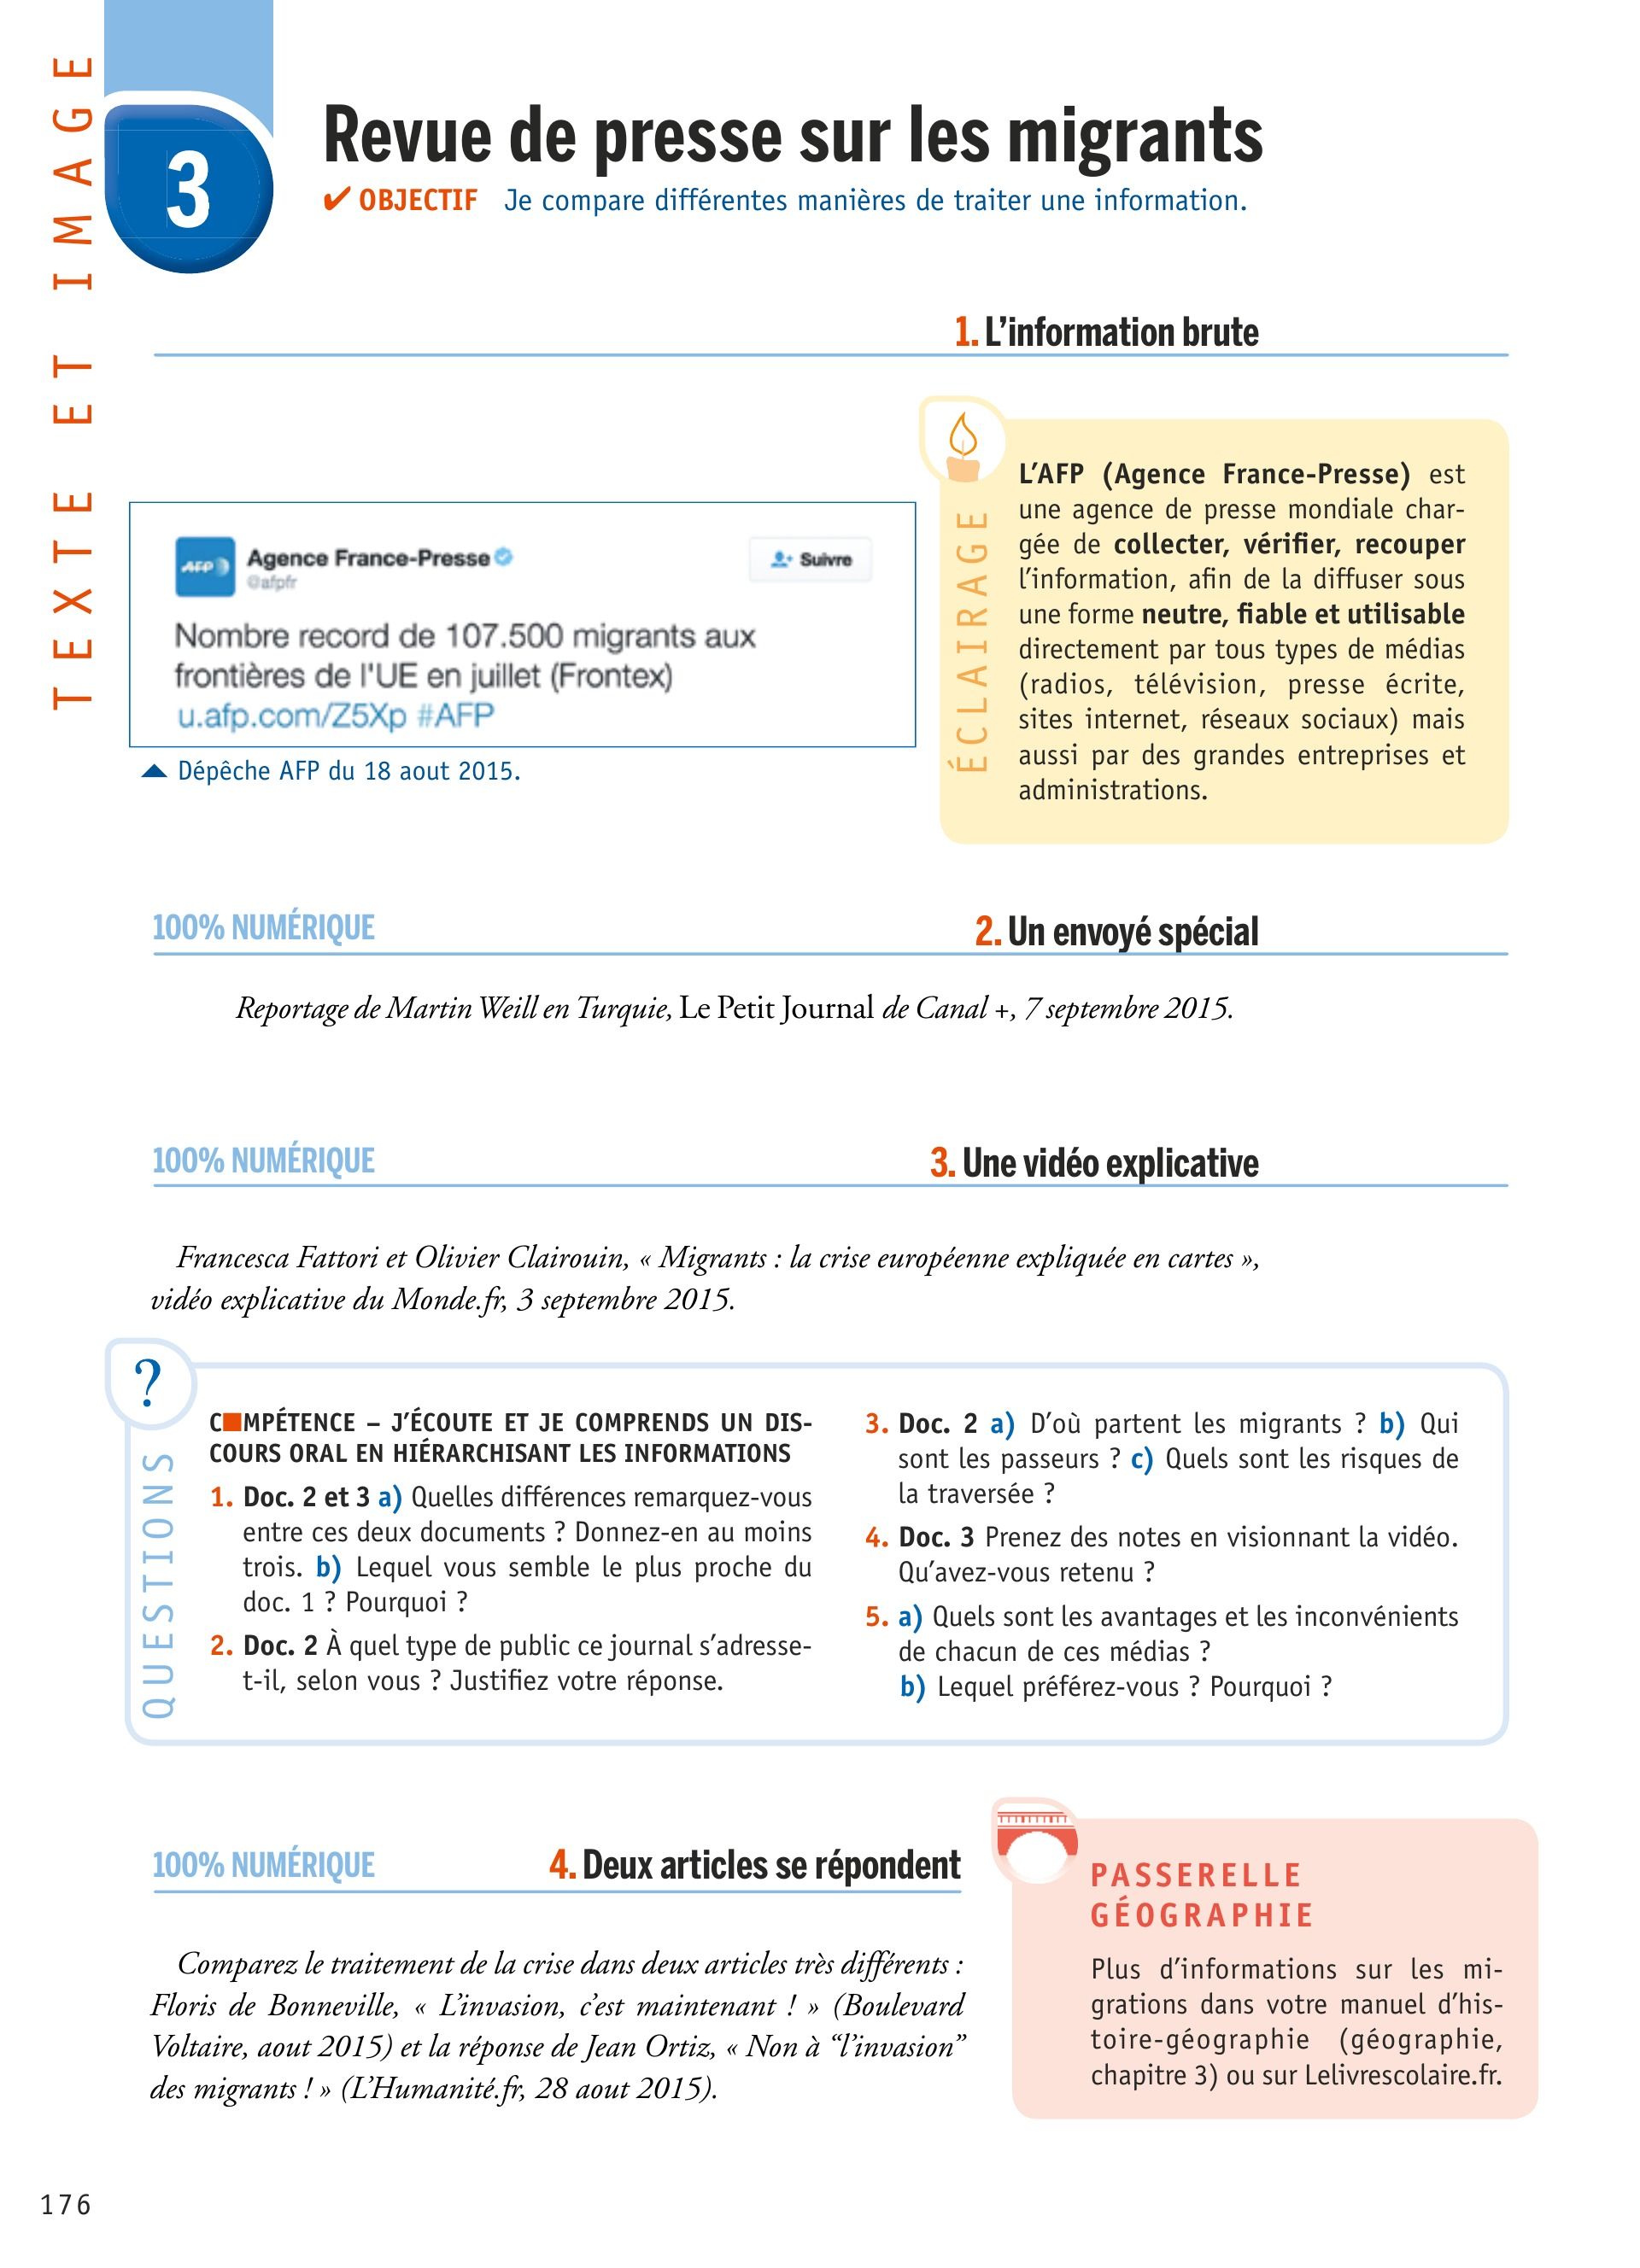 TEXTE ET IMAGE
3
Revue de presse sur les migrants
✔ OBJECTIF Je compare différentes manières de traiter une information.
1. L'information brute
AFP
Agence France-Presse
@afpfr
Suivre
Nombre record de 107.500 migrants aux
frontières de l'UE en juillet (Frontex)
u.afp.com/Z5Xp #AFP
Dépêche AFP du 18 aout 2015.
ÉCLAIRAGE
L'AFP (Agence France-Presse) est
une agence de presse mondiale char-
gée de collecter, vérifier, recouper
l'information, afin de la diffuser sous
une forme neutre, fiable et utilisable
directement par tous types de médias
(radios, télévision, presse écrite,
sites internet, réseaux sociaux) mais
aussi par des grandes entreprises et
administrations.
100% NUMÉRIQUE
2. Un envoyé spécial
Reportage de Martin Weill en Turquie, Le Petit Journal de Canal +, 7 septembre 2015.
100% NUMÉRIQUE
3. Une vidéo explicative
Francesca Fattori et Olivier Clairouin, « Migrants : la crise européenne expliquée en cartes »,
vidéo explicative du Monde.fr, 3 septembre 2015.
?
QUESTIONS
C■MPÉTENCE – J'ÉCOUTE ET JE COMPRENDS UN DIS-
COURS ORAL EN HIÉRARCHISANT LES INFORMATIONS
1. Doc. 2 et 3 a) Quelles différences remarquez-vous
entre ces deux documents ? Donnez-en au moins
trois. b) Lequel vous semble le plus proche du
doc. 1 ? Pourquoi ?
2. Doc. 2 À quel type de public ce journal s'adresse-
t-il, selon vous ? Justifiez votre réponse.
3. Doc. 2 a) D'où partent les migrants ? b) Qui
sont les passeurs ? c) Quels sont les risques de
la traversée ?
4. Doc. 3 Prenez des notes en visionnant la vidéo.
Qu'avez-vous retenu ?
5. a) Quels sont les avantages et les inconvénients
de chacun de ces médias ?
b) Lequel préférez-vous ? Pourquoi ?
100% NUMÉRIQUE
4. Deux articles se répondent
Comparez le traitement de la crise dans deux articles très différents :
Floris de Bonneville, « L'invasion, c'est maintenant ! » (Boulevard
Voltaire, aout 2015) et la réponse de Jean Ortiz, « Non à “l'invasion”
des migrants ! » (L'Humanité.fr, 28 aout 2015).
PASSERELLE
GÉOGRAPHIE
Plus d'informations sur les mi-
grations dans votre manuel d'his-
toire-géographie (géographie,
chapitre 3) ou sur Lelivrescolaire.fr.
176